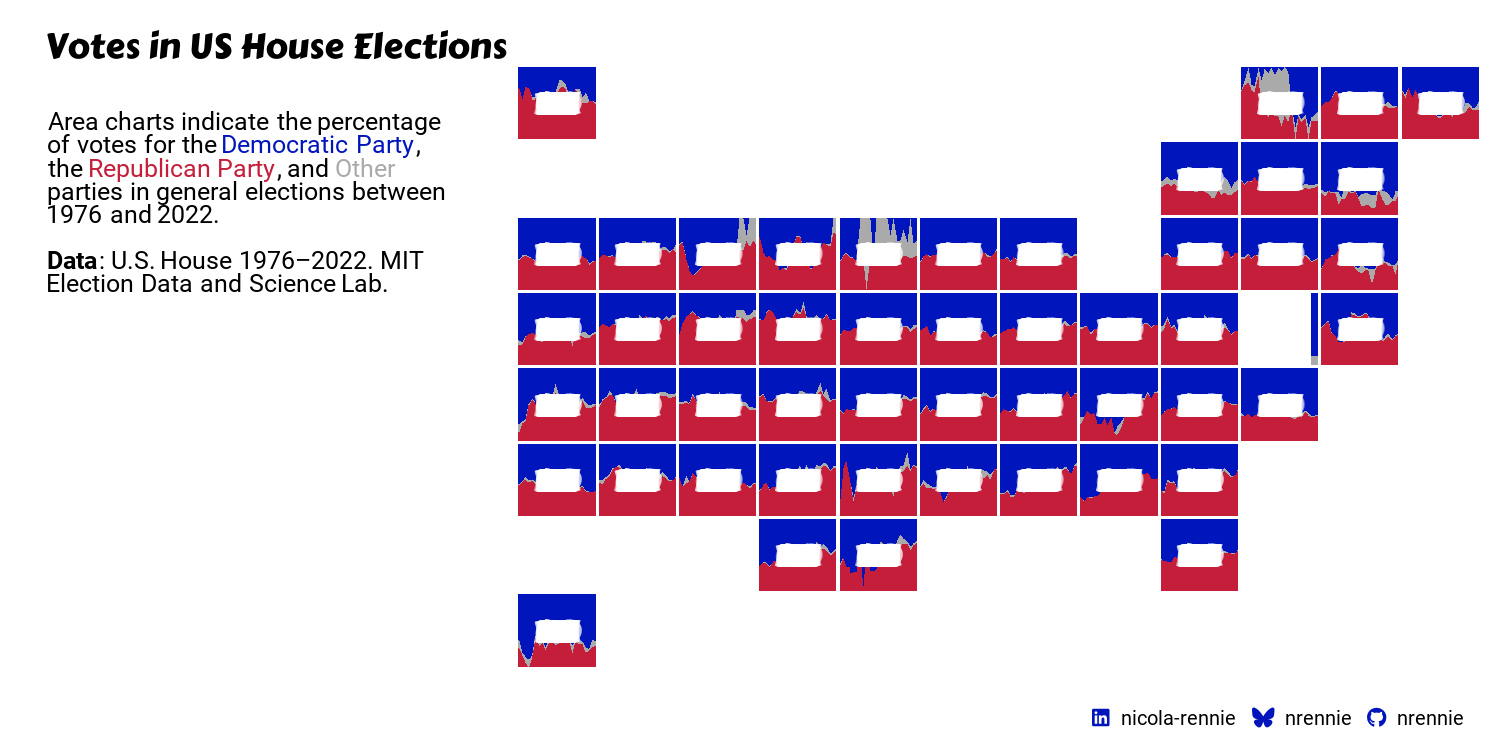 Votes in US House Elections
Area charts indicate the percentage
of votes for the Democratic Party,
the Republican Party, and Other
parties in general elections between
1976 and 2022.
Data: U.S. House 1976–2022. MIT
Election Data and Science Lab.
nicola-rennie nrennie nrennie